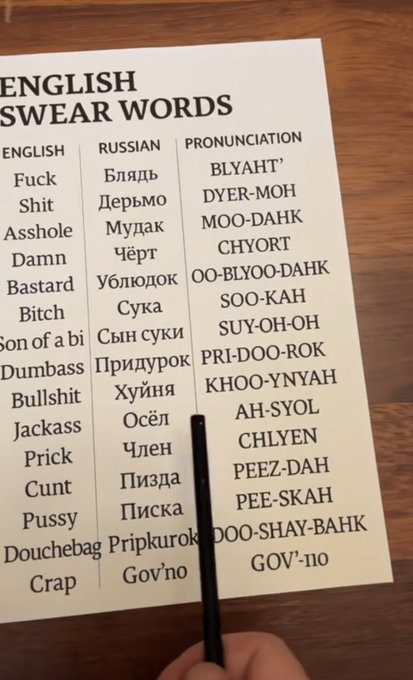 ENGLISH
SWEAR WORDS
ENGLISH RUSSIAN PRONUNCIATION
Fuck Блядь BLYAHT’
Shit Дерьмо DYER-MOH
Asshole Мудак MOO-DAHK
Damn Чёрт CHYORT
Bastard Ублюдок OO-BLYOO-DAHK
Bitch Сука SOO-KAH
Son of a bi Сын суки SUY-OH-OH
Dumbass Придурок PRI-DOO-ROK
Bullshit Хуйня KHOO-YNYAH
Jackass Осёл AH-SYOL
Prick Член CHLYEN
Cunt Пизда PEEZ-DAH
Pussy Писка PEE-SKAH
Douchebag Pripkurok DOO-SHAY-BAHK
Crap Gov’no GOV’-по